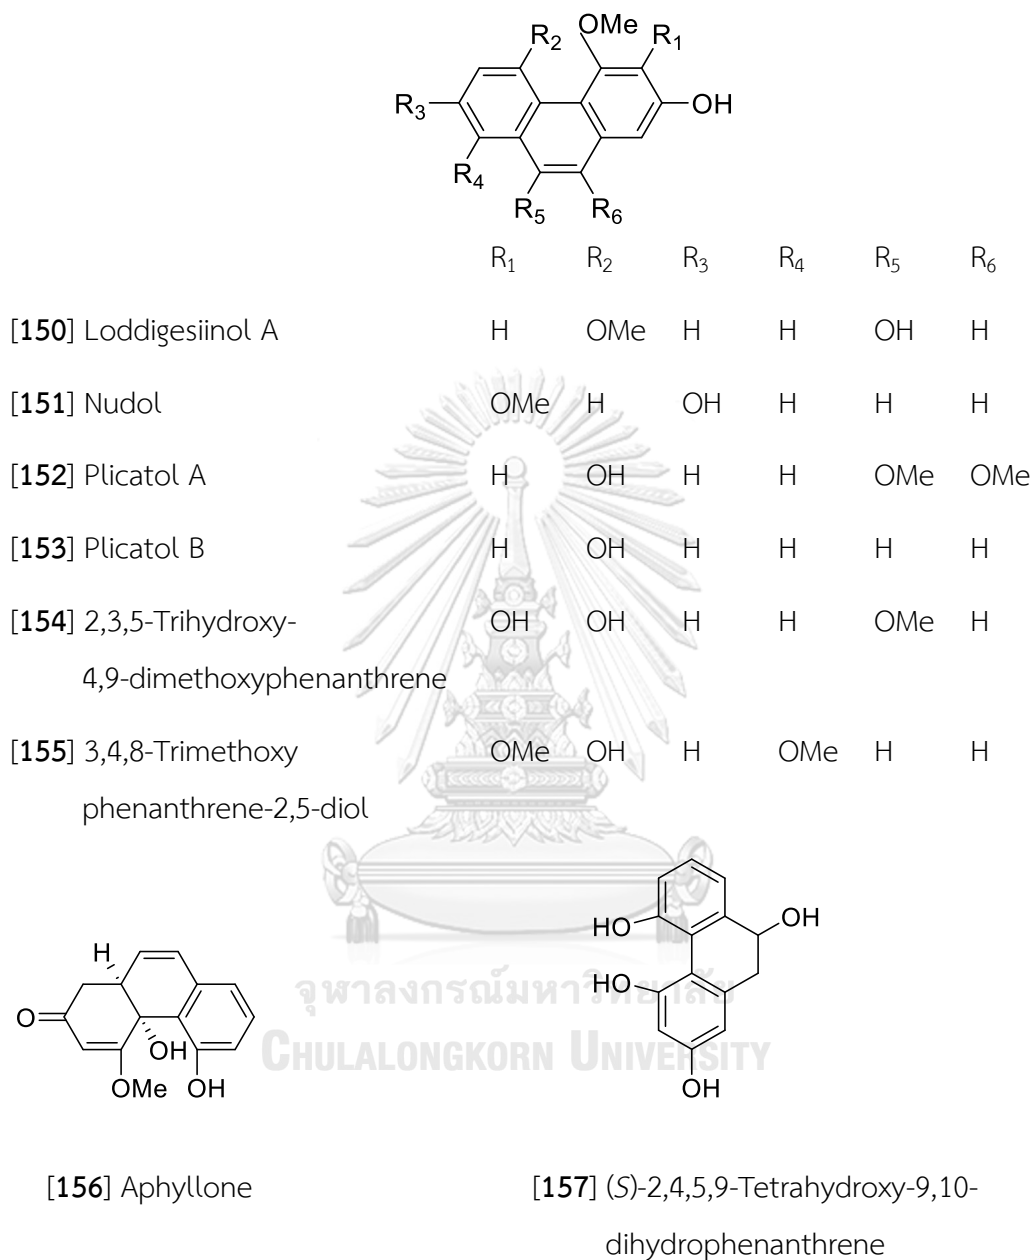 R2 OMe R1
R3 OH
R4
R5 R6
R1 R2 R3 R4 R5 R6
[150] Loddigesiinol A H OMe H H OH H
[151] Nudol OMe H OH H H H
[152] Plicatol A H OH H H OMe OMe
[153] Plicatol B H OH H H H H
[154] 2,3,5-Trihydroxy- OH OH H H OMe H
4,9-dimethoxyphenanthrene
[155] 3,4,8-Trimethoxy OMe OH H OMe H H
phenanthrene-2,5-diol
HO OH
H
HO
O OH
OMe OH OH
จุฬาลงกรณ์มหาวิทยาลัย
CHULALONGKORN UNIVERSITY
[156] Aphyllone [157] (S)-2,4,5,9-Tetrahydroxy-9,10-
dihydrophenanthrene